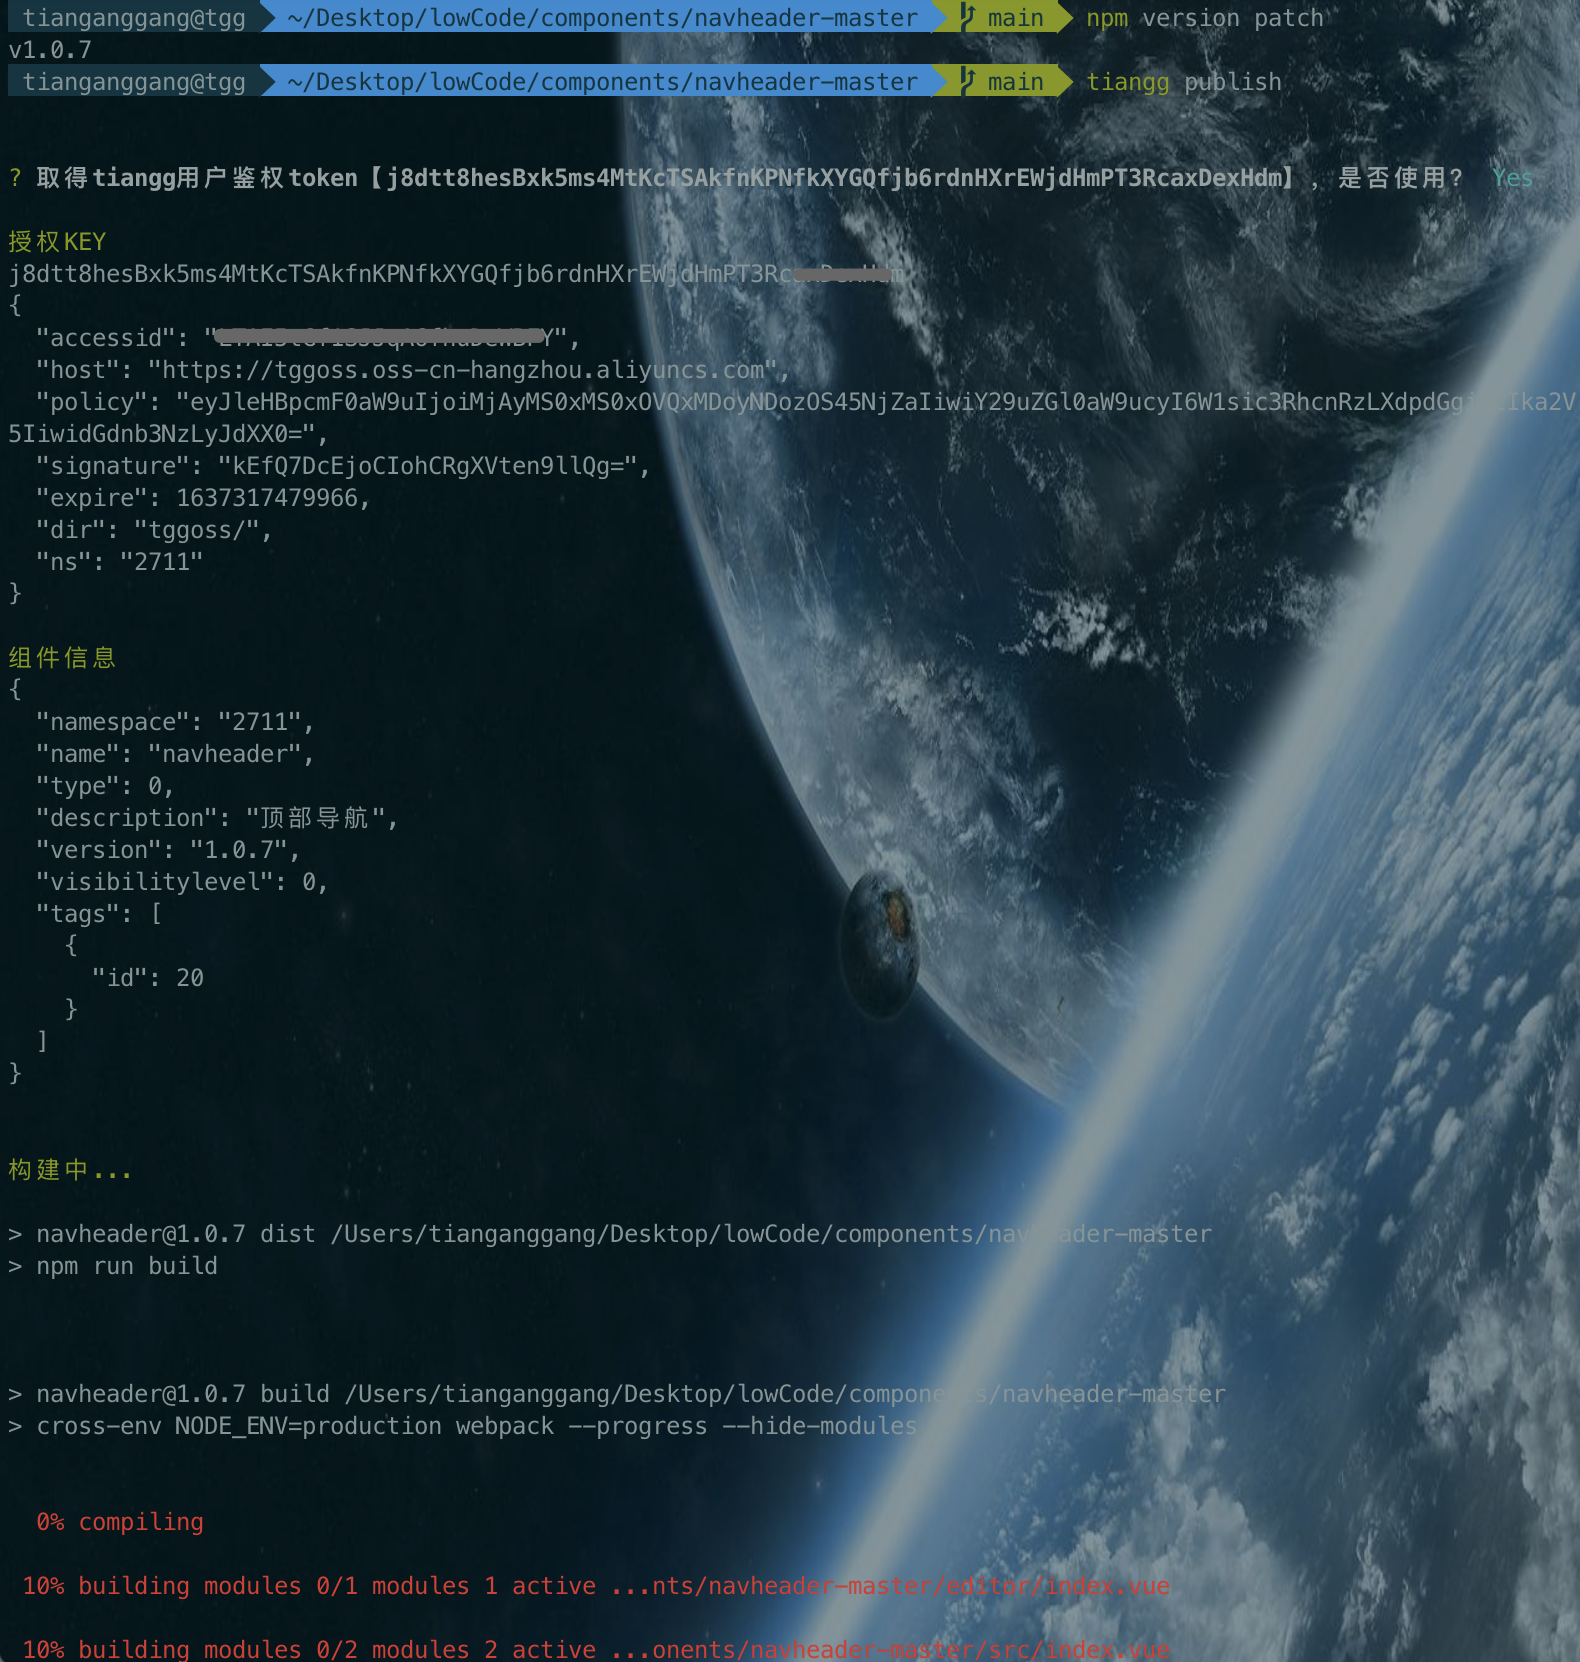 tianganggang@tgg ~/Desktop/lowCode/components/navheader-master main npm version patch
v1.0.7
tianganggang@tgg ~/Desktop/lowCode/components/navheader-master main tiangg publish
? 取得tiangg用户鉴权token【j8dtt8hesBxk5ms4MtKcTSAkfnKPNfkXYGQfjb6rdnHXrEWjdHmPT3RcaxDexHdm】，是否使用? Yes
授权KEY
j8dtt8hesBxk5ms4MtKcTSAkfnKPNfkXYGQfjb6rdnHXrEWjdHmPT3Rc
{
"accessid":
"host": "https://tggoss.oss-cn-hangzhou.aliyuncs.com",
"policy": "eyJleHBpcmF0aW9uIjoiMjAyMS0xMS0xOVQxMDoyNDozOS45NjZaIiwiY29uZGl0aW9ucyI6W1sic3RhcnRzLXdpdGg
5IiwidGdnb3NzLyJdXX0=",
"signature": "kEfQ7DcEjoCIohCRgXVten9llQg=",
"expire": 1637317479966,
"dir": "tggoss/",
"ns": "2711"
}
组件信息
{
"namespace": "2711",
"name": "navheader",
"type": 0,
"description": "顶部导航",
"version": "1.0.7",
"visibilitylevel": 0,
"tags": [
{
"id": 20
}
]
}
构建中...
> navheader@1.0.7 dist /Users/tianganggang/Desktop/lowCode/components/navheader-master
> npm run build
> navheader@1.0.7 build /Users/tianganggang/Desktop/lowCode/components/navheader-master
> cross-env NODE_ENV=production webpack --progress --hide-modules
0% compiling
10% building modules 0/1 modules 1 active ...nts/navheader-master/editor/index.vue
10% building modules 0/2 modules 2 active ...onents/navheader-master/src/index.vue